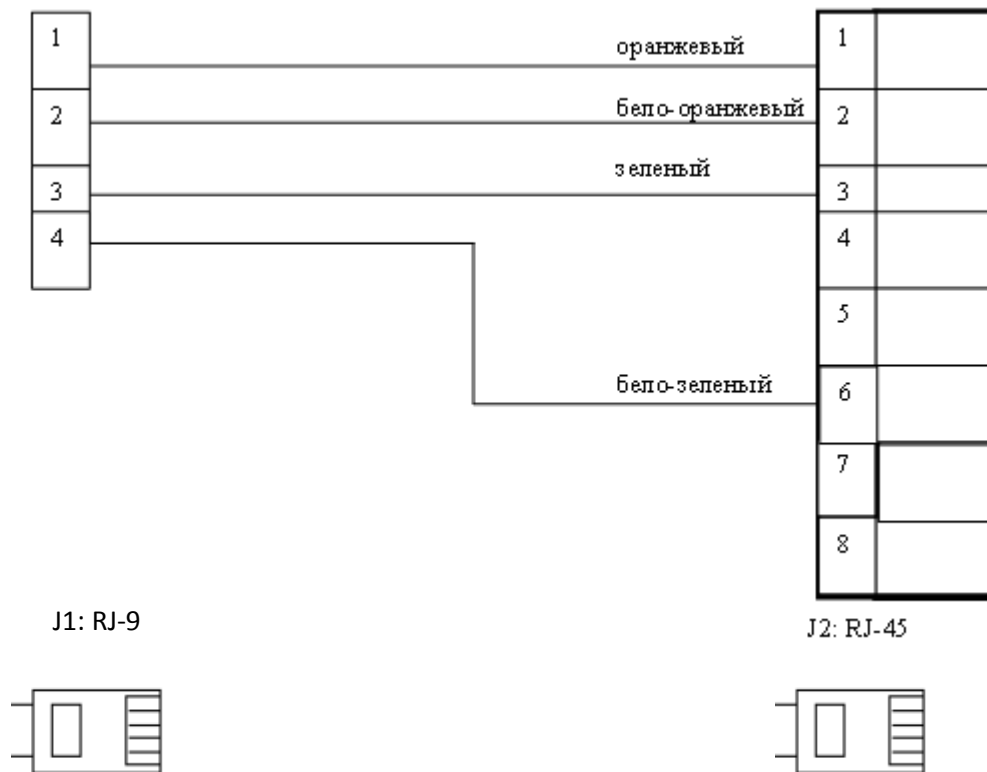 1 оранжевый 1
2 бело-оранжевый 2
3 зеленый 3
4 4
5
бело-зеленый 6
7
8
J1: RJ-9 J2: RJ-45